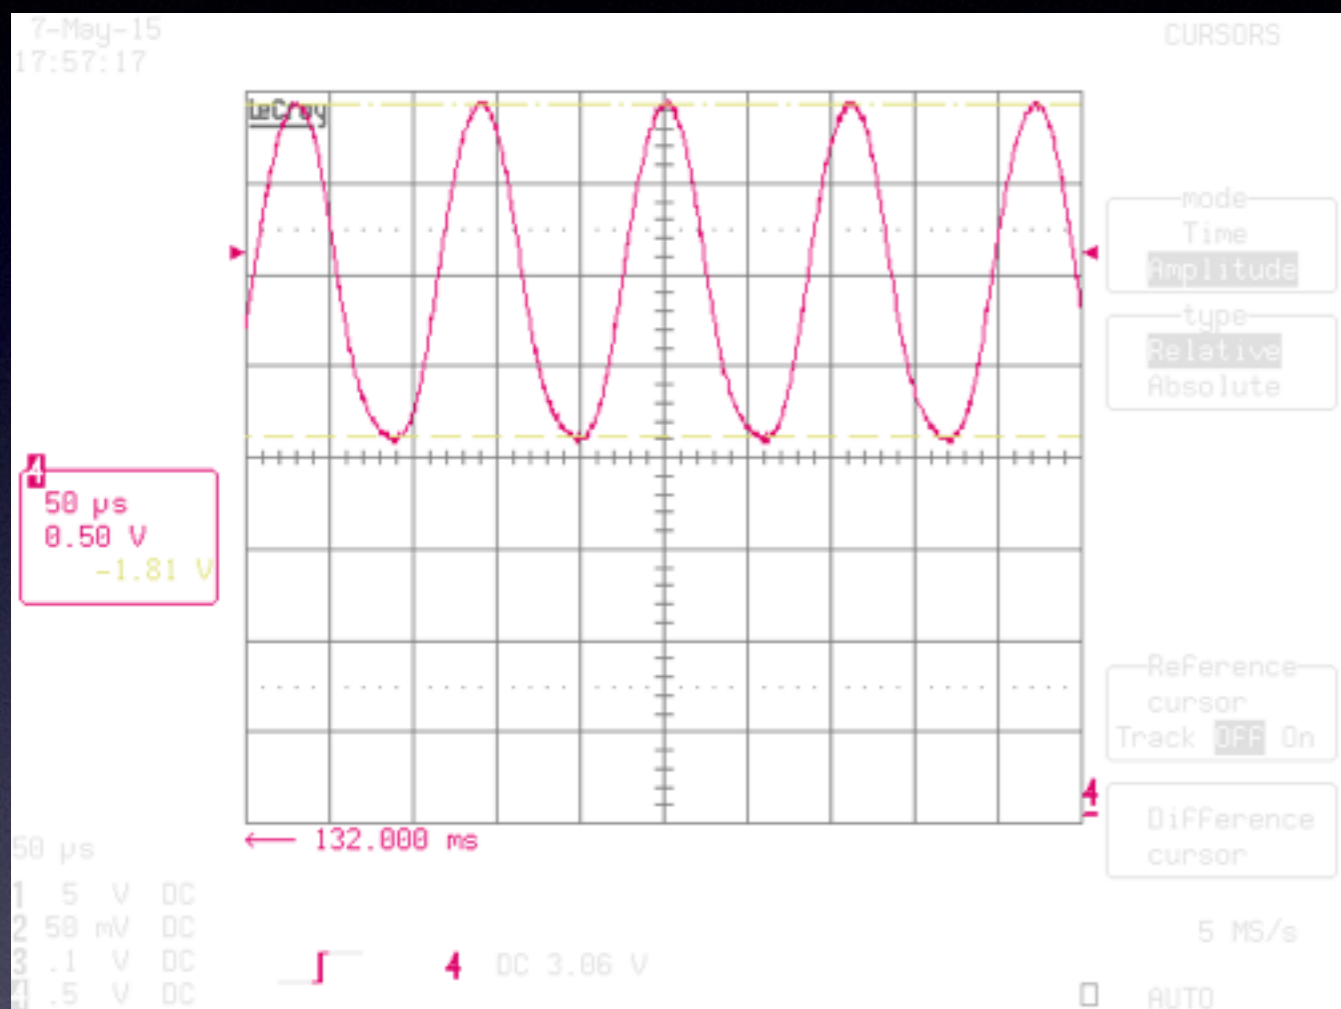 7-May-15
17:57:17
CURSORS
LeCroy
mode
Time
Amplitude
type
Relative
Absolute
4
50 µs
0.50 V
-1.81 V
Reference
cursor
Track OFF On
4
Difference
cursor
132.000 ms
50 µs
1 5 V DC
2 50 mV DC
3 .1 V DC
4 .5 V DC
4 DC 3.06 V
5 MS/s
AUTO